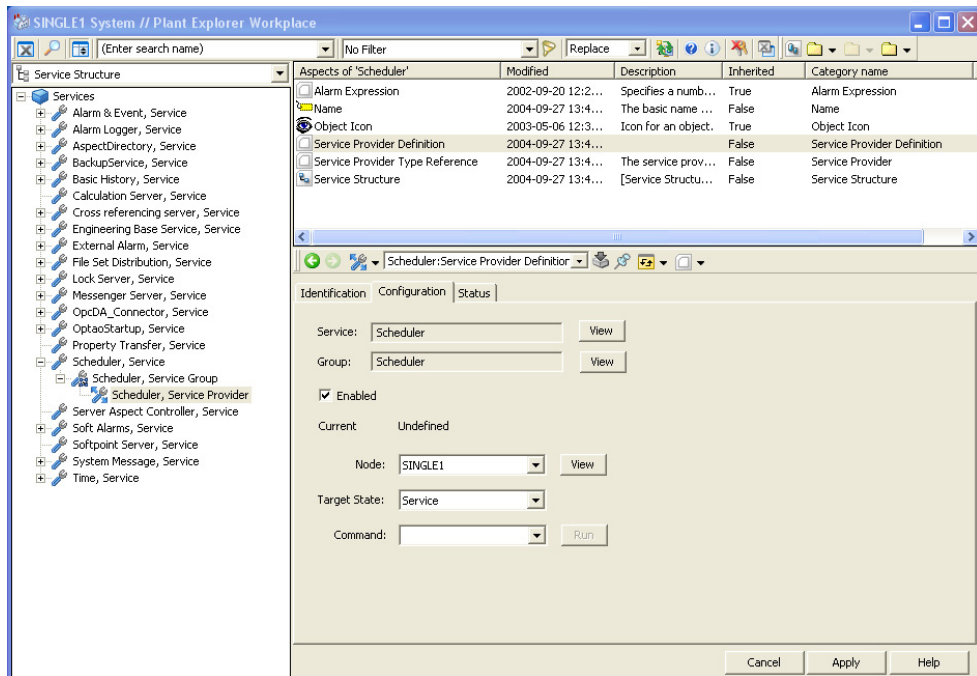 SINGLE1 System // Plant Explorer Workplace
(Enter search name) No Filter Replace
Service Structure
Services
Alarm & Event, Service
Alarm Logger, Service
AspectDirectory, Service
BackupService, Service
Basic History, Service
Calculation Server, Service
Cross referencing server, Service
Engineering Base Service, Service
External Alarm, Service
File Set Distribution, Service
Lock Server, Service
Messenger Server, Service
OpcDA_Connector, Service
OptaoStartup, Service
Property Transfer, Service
Scheduler, Service
Scheduler, Service Group
Scheduler, Service Provider
Server Aspect Controller, Service
Soft Alarms, Service
Softpoint Server, Service
System Message, Service
Time, Service
Aspects of 'Scheduler' Modified Description Inherited Category name
Alarm Expression 2002-09-20 12:2... Specifies a numb... True Alarm Expression
Name 2004-09-27 13:4... The basic name ... False Name
Object Icon 2003-05-06 12:3... Icon for an object. True Object Icon
Service Provider Definition 2004-09-27 13:4... False Service Provider Definition
Service Provider Type Reference 2004-09-27 13:4... The service prov... False Service Provider
Service Structure 2004-09-27 13:4... [Service Structu... False Service Structure
Scheduler:Service Provider Definitior
Identification Configuration Status
Service: Scheduler View
Group: Scheduler View
Enabled
Current Undefined
Node: SINGLE1 View
Target State: Service
Command: Run
Cancel Apply Help